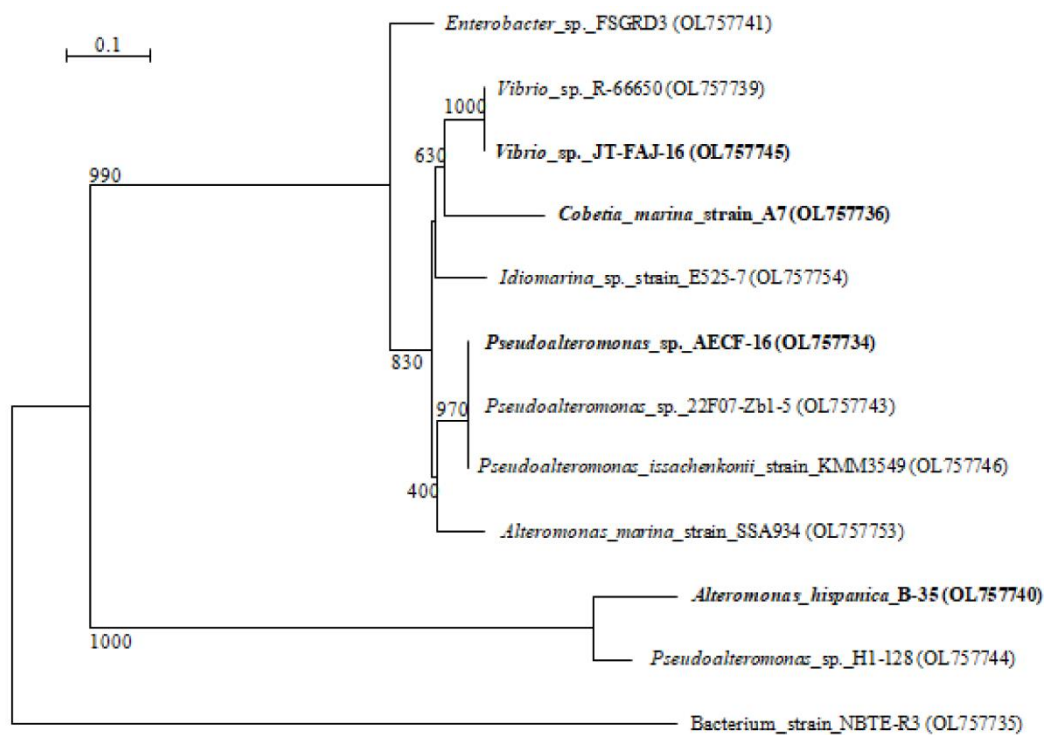 Enterobacter_sp._FSGRD3 (OL757741)
0.1
Vibrio_sp._R-66650 (OL757739)
1000
Vibrio_sp._JT-FAJ-16 (OL757745)
630
990
Cobetia_marina_strain_A7 (OL757736)
Idiomarina_sp._strain_E525-7 (OL757754)
Pseudoalteromonas_sp._AECF-16 (OL757734)
830
970
Pseudoalteromonas_sp._22F07-Zb1-5 (OL757743)
Pseudoalteromonas_issachenkonii_strain_KMM3549 (OL757746)
400
Alteromonas_marina_strain_SSA934 (OL757753)
Alteromonas_hispanica_B-35 (OL757740)
1000
Pseudoalteromonas_sp._H1-128 (OL757744)
Bacterium_strain_NBTE-R3 (OL757735)